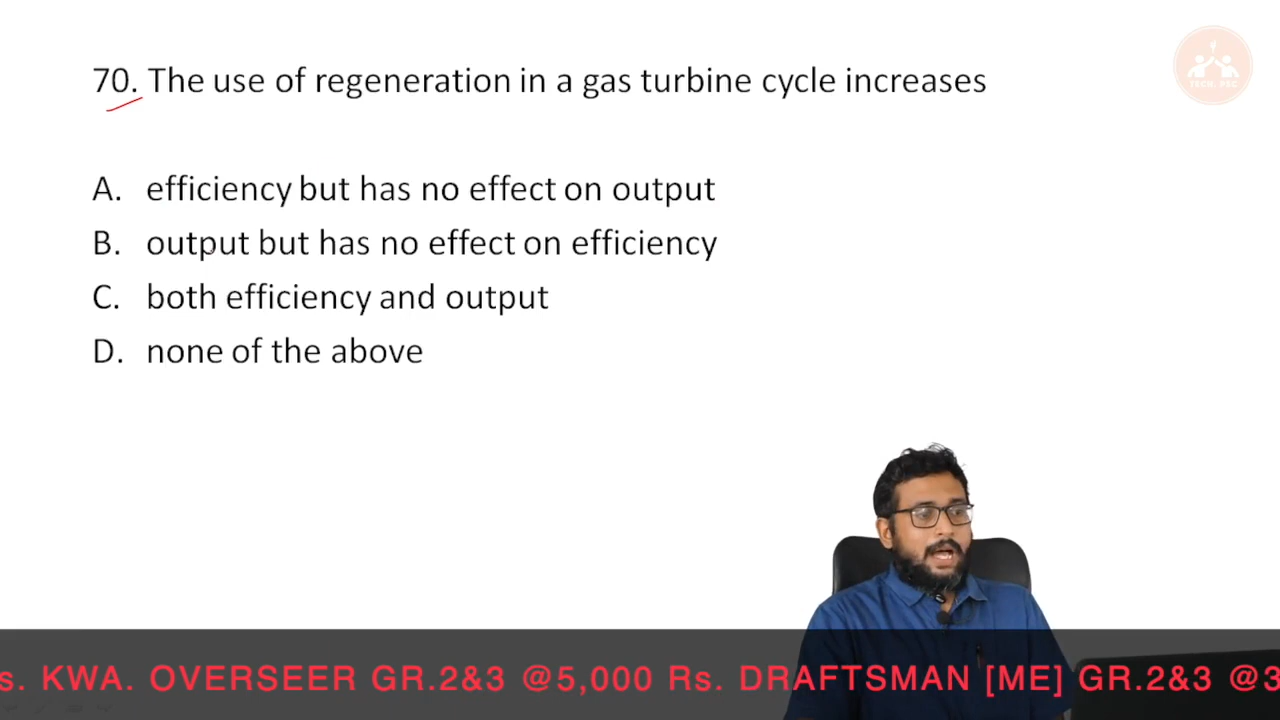 70. The use of regeneration in a gas turbine cycle increases
TECH. PSC
A. efficiency but has no effect on output
B. output but has no effect on efficiency
C. both efficiency and output
D. none of the above
s. KWA. OVERSEER GR.2&3 @5,000 Rs. DRAFTSMAN [ME] GR.2&3 @3